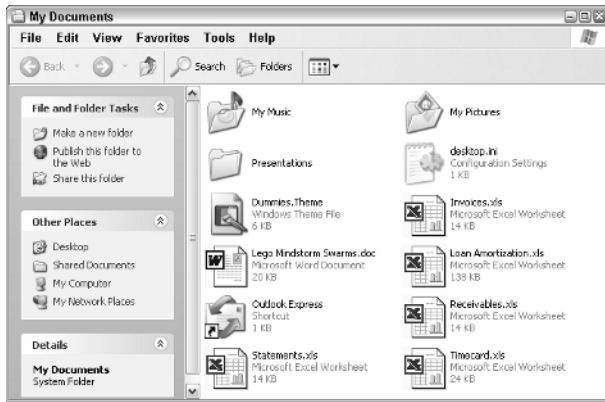 My Documents
File Edit View Favorites Tools Help
Back Search Folders
File and Folder Tasks
Make a new folder
Publish this folder to
the Web
Share this folder
Other Places
Desktop
Shared Documents
My Computer
My Network Places
Details
My Documents
System Folder
My Music
My Pictures
Presentations
desktop.ini
Configuration Settings
1 KB
Dummies.Theme
Windows Theme File
6 KB
Invoices.xls
Microsoft Excel Worksheet
14 KB
Lego Mindstorm Swarms.doc
Microsoft Word Document
20 KB
Loan Amortization.xls
Microsoft Excel Worksheet
138 KB
Outlook Express
Shortcut
1 KB
Receivables.xls
Microsoft Excel Worksheet
14 KB
Statements.xls
Microsoft Excel Worksheet
14 KB
Timecard.xls
Microsoft Excel Worksheet
24 KB